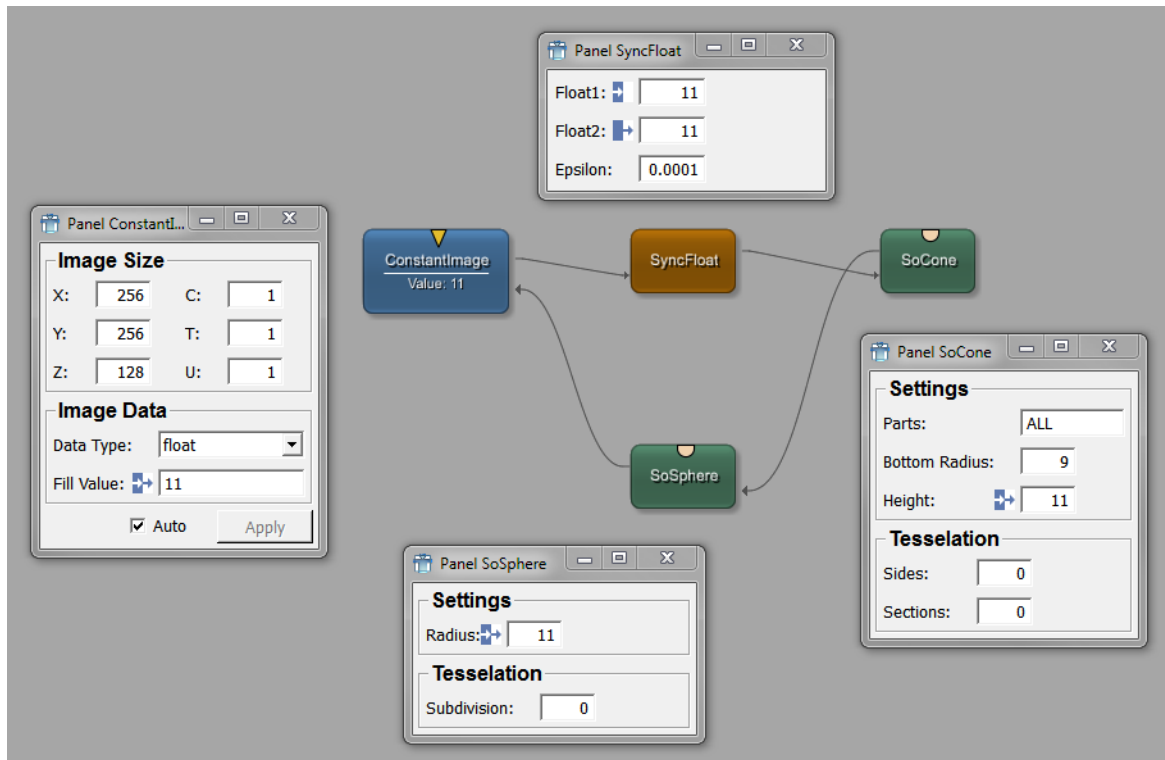 Panel SyncFloat
Float1: 11
Float2: 11
Epsilon: 0.0001
Panel ConstantI...
Image Size
X: 256 C: 1
Y: 256 T: 1
Z: 128 U: 1
Image Data
Data Type: float
Fill Value: 11
Auto Apply
ConstantImage
Value: 11
SyncFloat
SoCone
SoSphere
Panel SoCone
Settings
Parts: ALL
Bottom Radius: 9
Height: 11
Tesselation
Sides: 0
Sections: 0
Panel SoSphere
Settings
Radius: 11
Tesselation
Subdivision: 0